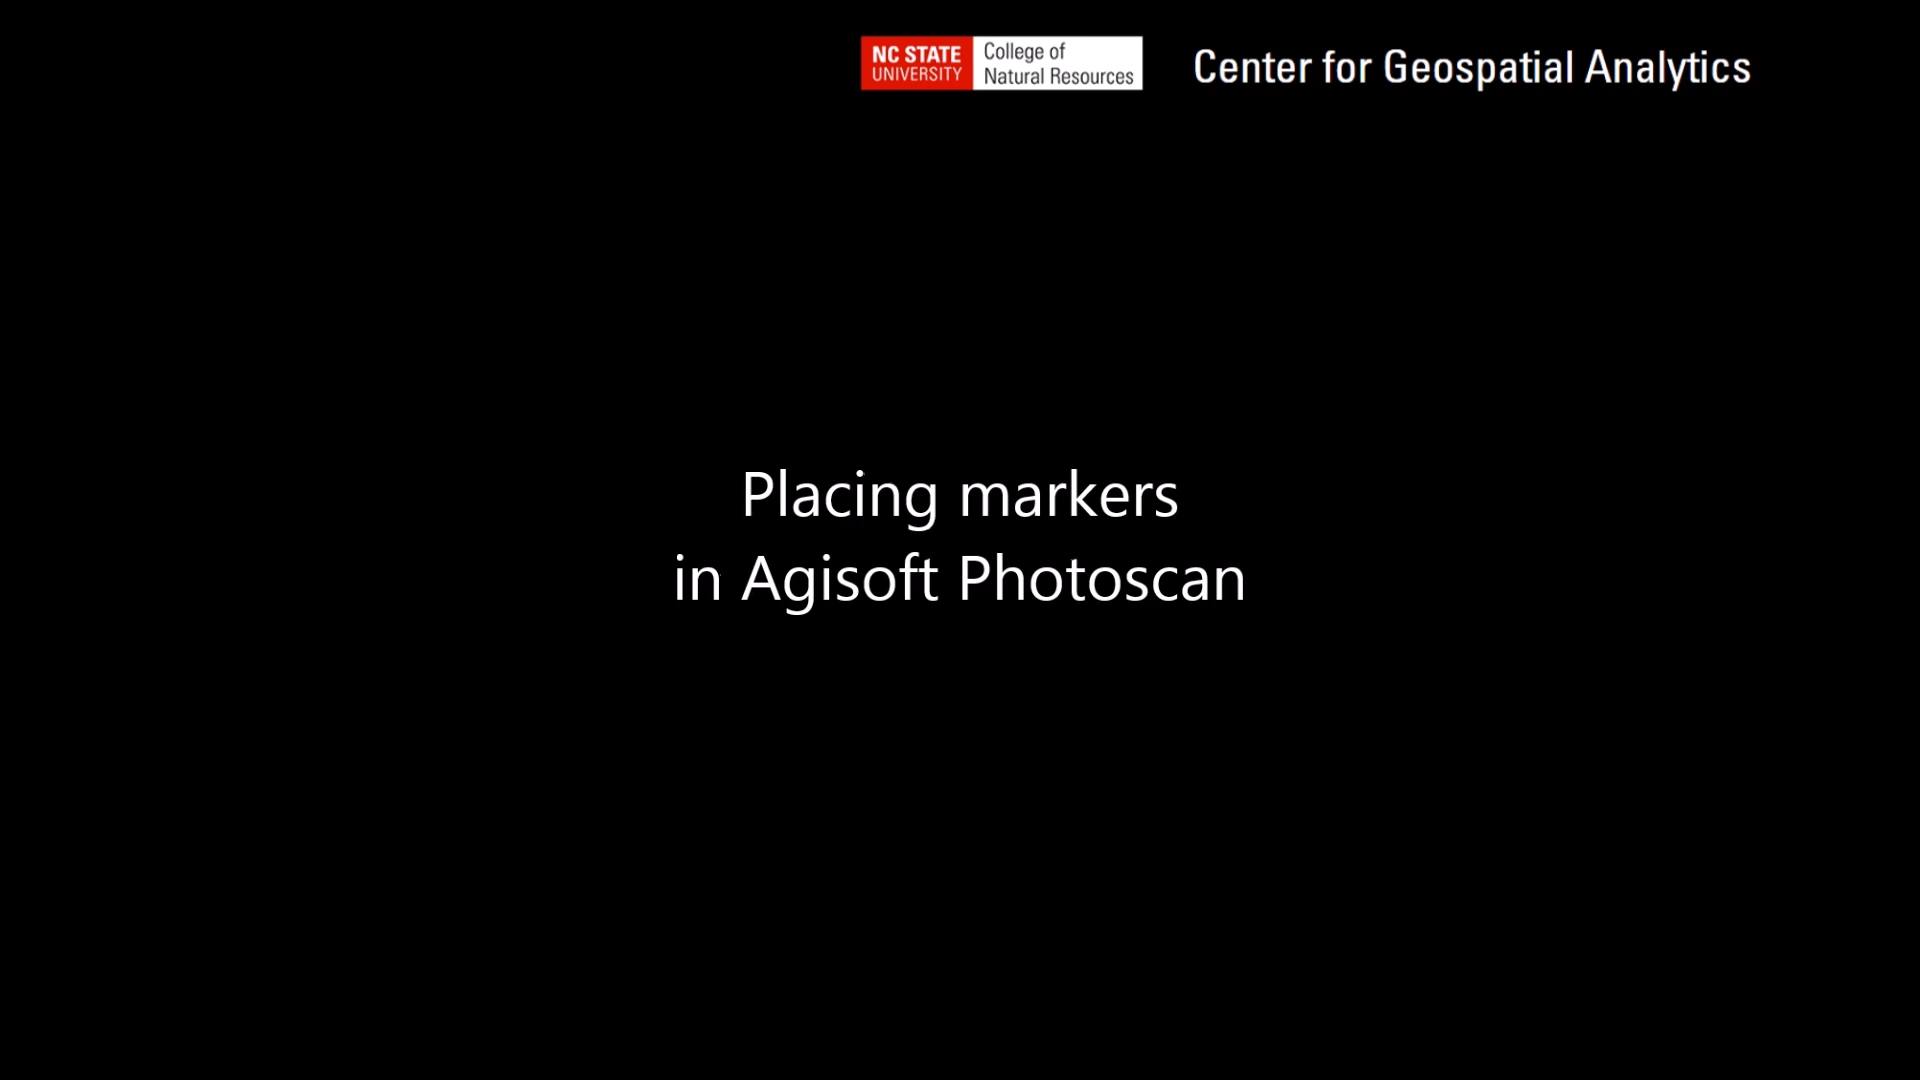 NC STATE
UNIVERSITY
College of
Natural Resources
Center for Geospatial Analytics
Placing markers
in Agisoft Photoscan